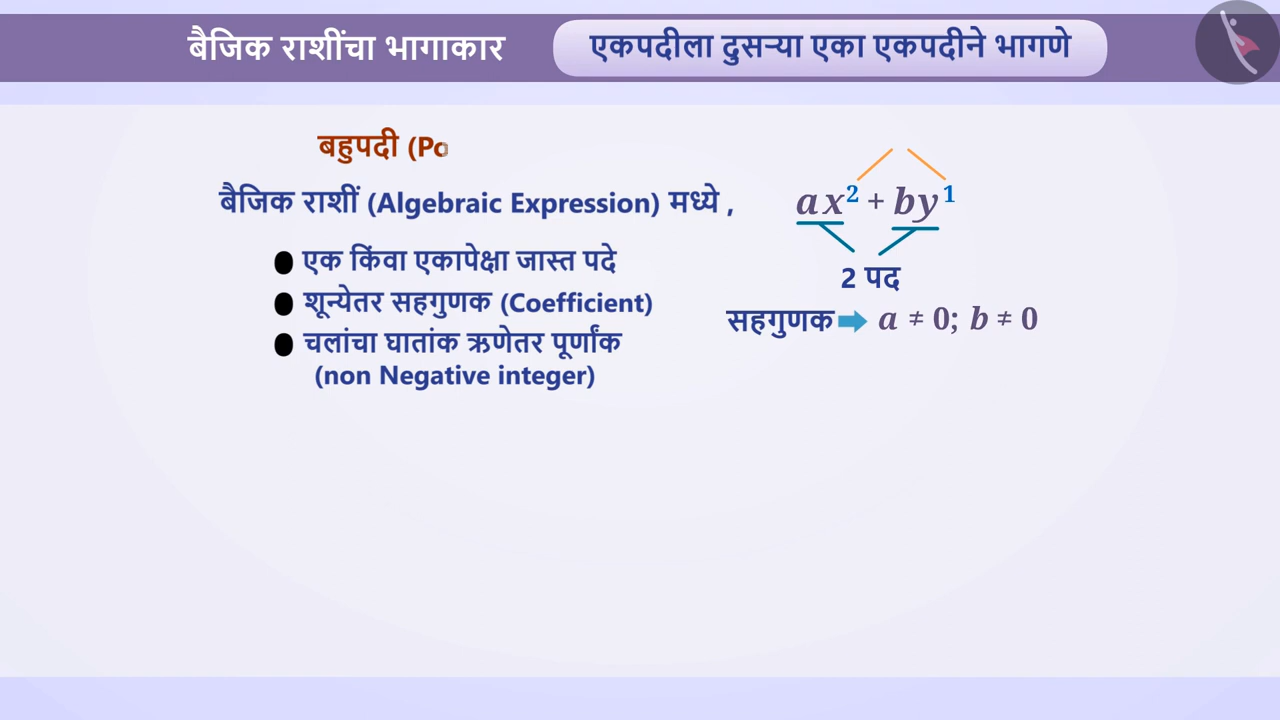 बैजिक राशींचा भागाकार
एकपदीला दुसऱ्या एका एकपदीने भागणे
बहुपदी (Po
बैजिक राशीं (Algebraic Expression) मध्ये ,
एक किंवा एकापेक्षा जास्त पदे
शून्येतर सहगुणक (Coefficient)
चलांचा घातांक ऋणेतर पूर्णांक
(non Negative integer)
ax² + by¹
2 पद
सहगुणक ➡ a ≠ 0; b ≠ 0